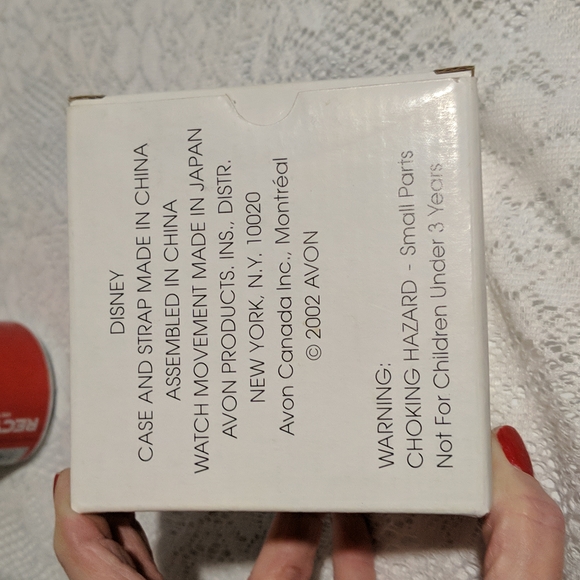 DISNEY
CASE AND STRAP MADE IN CHINA
ASSEMBLED IN CHINA
WATCH MOVEMENT MADE IN JAPAN
AVON PRODUCTS. INS., DISTR.
NEW YORK, N.Y. 10020
Avon Canada Inc., Montréal
© 2002 AVON
WARNING:
CHOKING HAZARD - Small Parts
Not For Children Under 3 Years